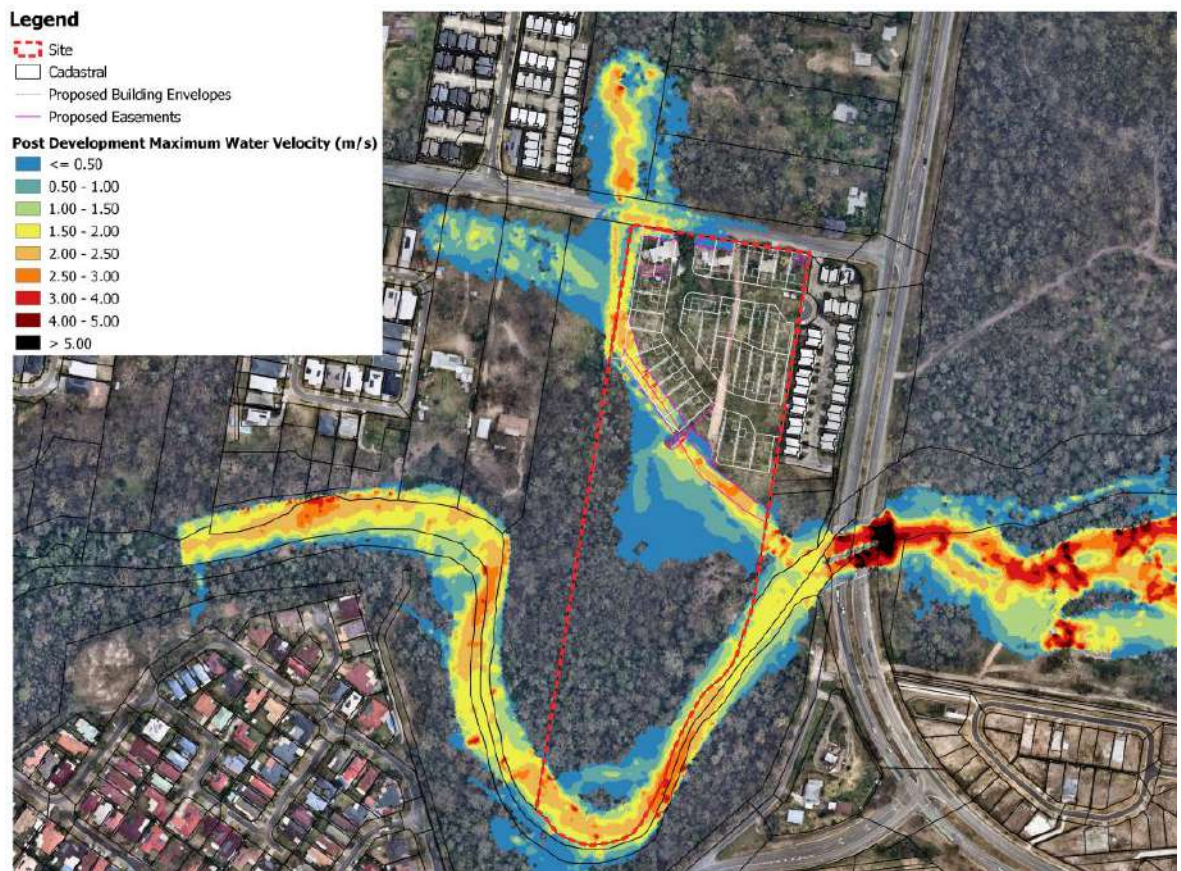 Legend
Site
Cadastral
Proposed Building Envelopes
Proposed Easements
Post Development Maximum Water Velocity (m/s)
<= 0.50
0.50 - 1.00
1.00 - 1.50
1.50 - 2.00
2.00 - 2.50
2.50 - 3.00
3.00 - 4.00
4.00 - 5.00
> 5.00